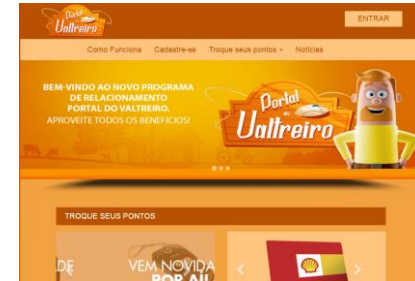 Portal do
Valtreiro
ENTRAR
Como Funciona Cadastre-se Troque seus pontos Notícias
BEM-VINDO AO NOVO PROGRAMA
DE RELACIONAMENTO
PORTAL DO VALTREIRO.
APROVEITE TODOS OS BENEFÍCIOS!
Portal
do
Valtreiro
TROQUE SEUS PONTOS
DE
VEM NOVIDA
POR AÍ!